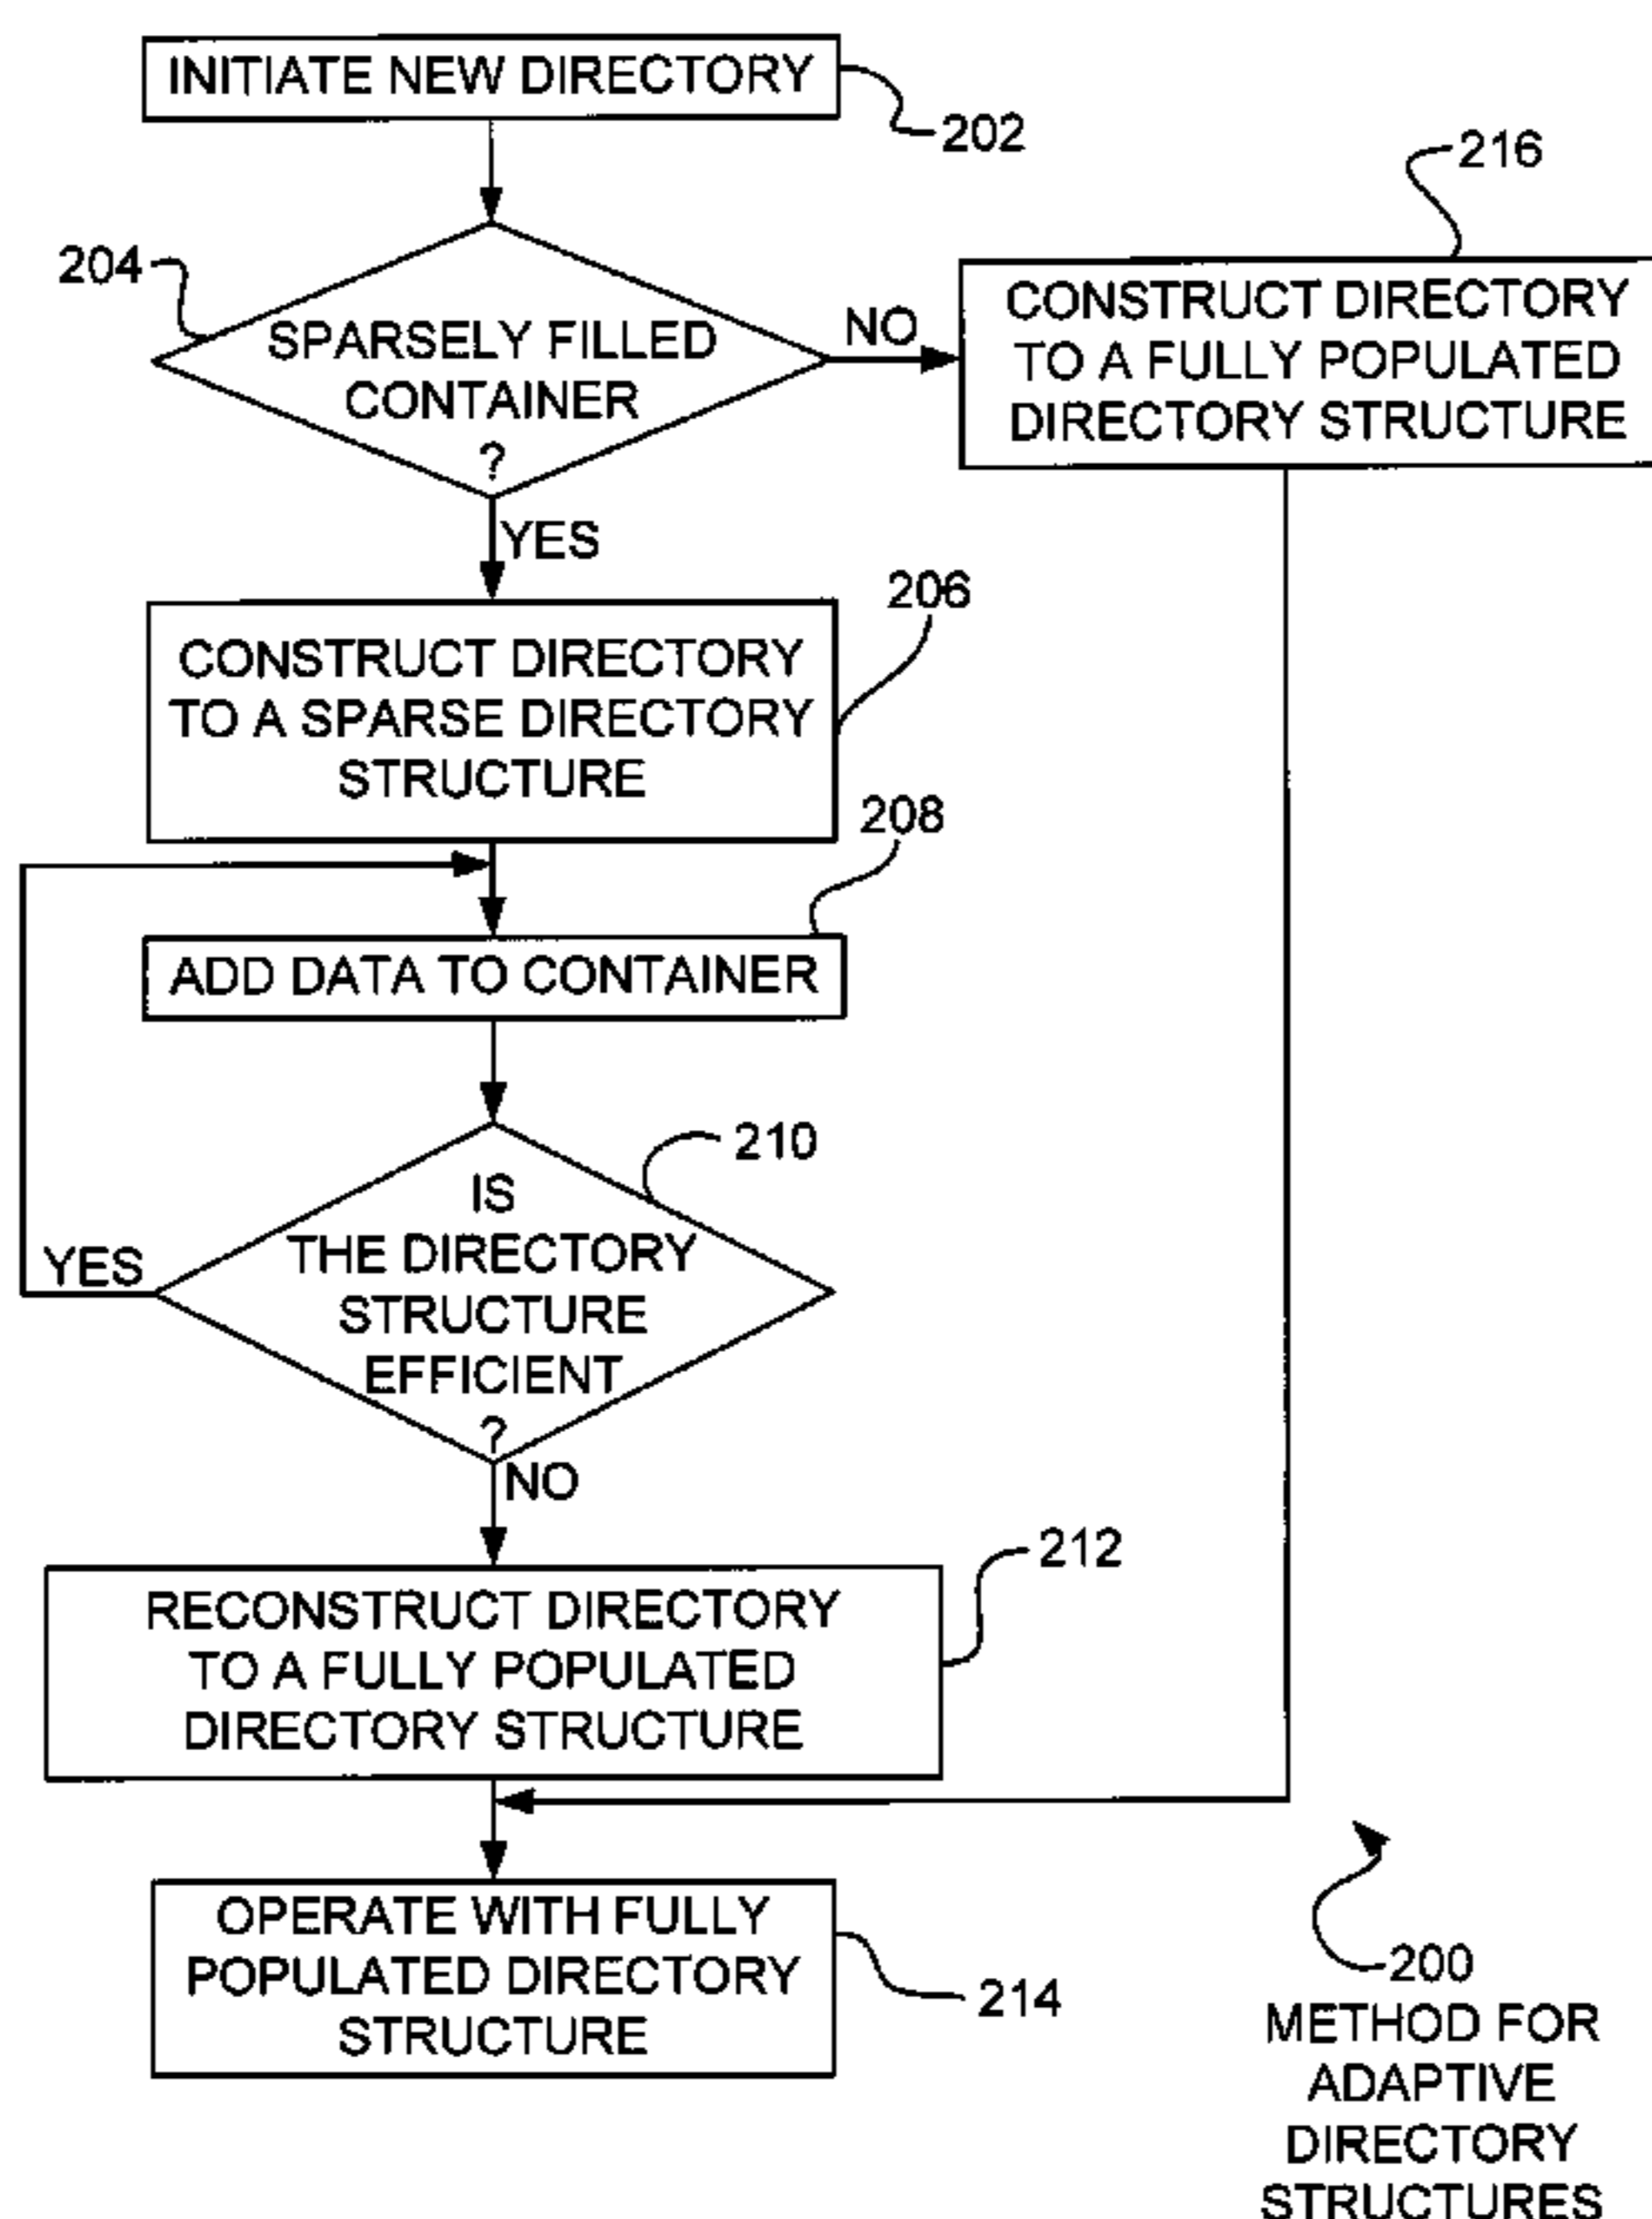 INITIATE NEW DIRECTORY
202
216
204
SPARSELY FILLED
CONTAINER
?
NO
CONSTRUCT DIRECTORY
TO A FULLY POPULATED
DIRECTORY STRUCTURE
YES
206
CONSTRUCT DIRECTORY
TO A SPARSE DIRECTORY
STRUCTURE
208
ADD DATA TO CONTAINER
210
IS
THE DIRECTORY
STRUCTURE
EFFICIENT
?
YES
NO
212
RECONSTRUCT DIRECTORY
TO A FULLY POPULATED
DIRECTORY STRUCTURE
OPERATE WITH FULLY
POPULATED DIRECTORY
STRUCTURE
214
200
METHOD FOR
ADAPTIVE
DIRECTORY
STRUCTURES